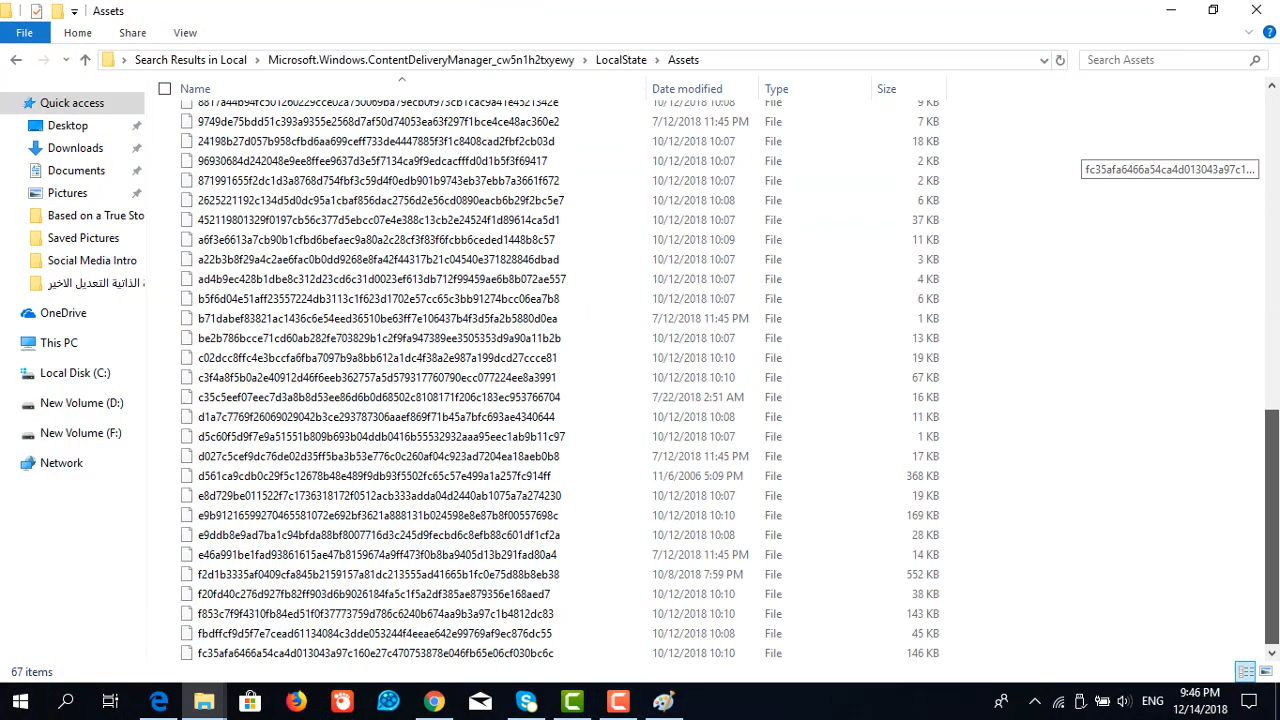 Assets
File Home Share View
Search Results in Local > Microsoft.Windows.ContentDeliveryManager_cw5n1h2txyewy > LocalState > Assets
Search Assets
Name Date modified Type Size
8817a44b94fc501260229cce02a750069ba79ecb0f973cb1cac9a41e4521342e 10/12/2018 10:08 File 9 KB
9749de75bdd51c393a9355e2568d7af50d74053ea63f297f1bce4ce48ac360e2 7/12/2018 11:45 PM File 7 KB
24198b27d057b958cfbd6aa699ceff733de4447885f3f1c8408cad2fbf2cb03d 10/12/2018 10:07 File 18 KB
96930684d242048e9ee8ffee9637d3e5f7134ca9f9edcacfffd0d1b5f3f69417 10/12/2018 10:07 File 2 KB
871991655f2dc1d3a8768d754fbf3c59d4f0edb901b9743eb37ebb7a3661f672 10/12/2018 10:07 File 2 KB
2625221192c134d5d0dc95a1cbaf856dac2756d2e56cd0890eacb6b29f2bc5e7 10/12/2018 10:08 File 6 KB
452119801329f0197cb56c377d5ebcc07e4e388c13cb2e24524f1d89614ca5d1 10/12/2018 10:07 File 37 KB
a6f3e6613a7cb90b1cfbd6befaec9a80a2c28cf3f83f6fcbb6ceded1448b8c57 10/12/2018 10:09 File 11 KB
a22b3b8f29a4c2ae6fac0b0dd9268e8fa42f44317b21c04540e371828846dbad 10/12/2018 10:07 File 3 KB
ad4b9ec428b1dbe8c312d23cd6c31d0023ef613db712f99459ae6b8b072ae557 10/12/2018 10:07 File 4 KB
b5f6d04e51aff23557224db3113c1f623d1702e57cc65c3bb91274bcc06ea7b8 10/12/2018 10:07 File 6 KB
b71dabef83821ac1436c6e54eed36510be63ff7e106437b4f3d5fa2b5880d0ea 7/12/2018 11:45 PM File 1 KB
be2b786bcce71cd60ab282fe703829b1c2f9fa947389ee3505353d9a90a11b2b 10/12/2018 10:07 File 13 KB
c02dcc8ffc4e3bccfa6fba7097b9a8bb612a1dc4f38a2e987a199dcd27ccce81 10/12/2018 10:10 File 19 KB
c3f4a8f5b0a2e40912d46f6eeb362757a5d579317760790ecc077224ee8a3991 10/12/2018 10:10 File 67 KB
c35c5eef07eec7d3a8b8d53ee86d6b0d68502c8108171f206c183ec953766704 7/22/2018 2:51 AM File 16 KB
d1a7c7769f26069029042b3ce293787306aaef869f71b45a7bfc693ae4340644 10/12/2018 10:08 File 11 KB
d5c60f5d9f7e9a51551b809b693b04ddb0416b55532932aaa95eec1ab9b11c97 10/12/2018 10:07 File 1 KB
d027c5cef9dc76de02d35ff5ba3b53e776c0c260af04c923ad7204ea18aeb0b8 7/12/2018 11:45 PM File 17 KB
d561ca9cdb0c29f5c12678b48e489f9db93f5502fc65c57e499a1a257fc914ff 11/6/2006 5:09 PM File 368 KB
e8d729be011522f7c1736318172f0512acb333adda04d2440ab1075a7a274230 10/12/2018 10:07 File 19 KB
e9b9121659927046558107​2e692bf3621a888131b024598e8e87b8f00557698c 10/12/2018 10:10 File 169 KB
e9ddb8e9ad7ba1c94bfda88bf8007716d3c245d9fecbd6c8efb88c601df1cf2a 10/12/2018 10:08 File 28 KB
e46a991be1fad93861615ae47b8159674a9ff473f0b8ba9405d13b291fad80a4 7/12/2018 11:45 PM File 14 KB
f2d1b3335af0409cfa845b2159157a81dc213555ad41665b1fc0e75d88b8eb38 10/8/2018 7:59 PM File 552 KB
f20fd40c276d927fb82ff903d6b9026184fa5c1f5a2df385ae879356e168aed7 10/12/2018 10:10 File 38 KB
f853c7f9f4310fb84ed51f0f37773759d786c6240b674aa9b3a97c1b4812dc83 10/12/2018 10:10 File 143 KB
fbdffcf9d5f7e7cead61134084c3dde053244f4eeae642e99769af9ec876dc55 10/12/2018 10:08 File 45 KB
fc35afa6466a54ca4d013043a97c160e27c470753878e046fb65e06cf030bc6c 10/12/2018 10:10 File 146 KB
fc35afa6466a54ca4d013043a97c1...
Quick access
Desktop
Downloads
Documents
Pictures
Based on a True Sto
Saved Pictures
Social Media Intro
ة الذاتية التعديل الاخير
OneDrive
This PC
Local Disk (C:)
New Volume (D:)
New Volume (F:)
Network
67 items
ENG
9:46 PM
12/14/2018